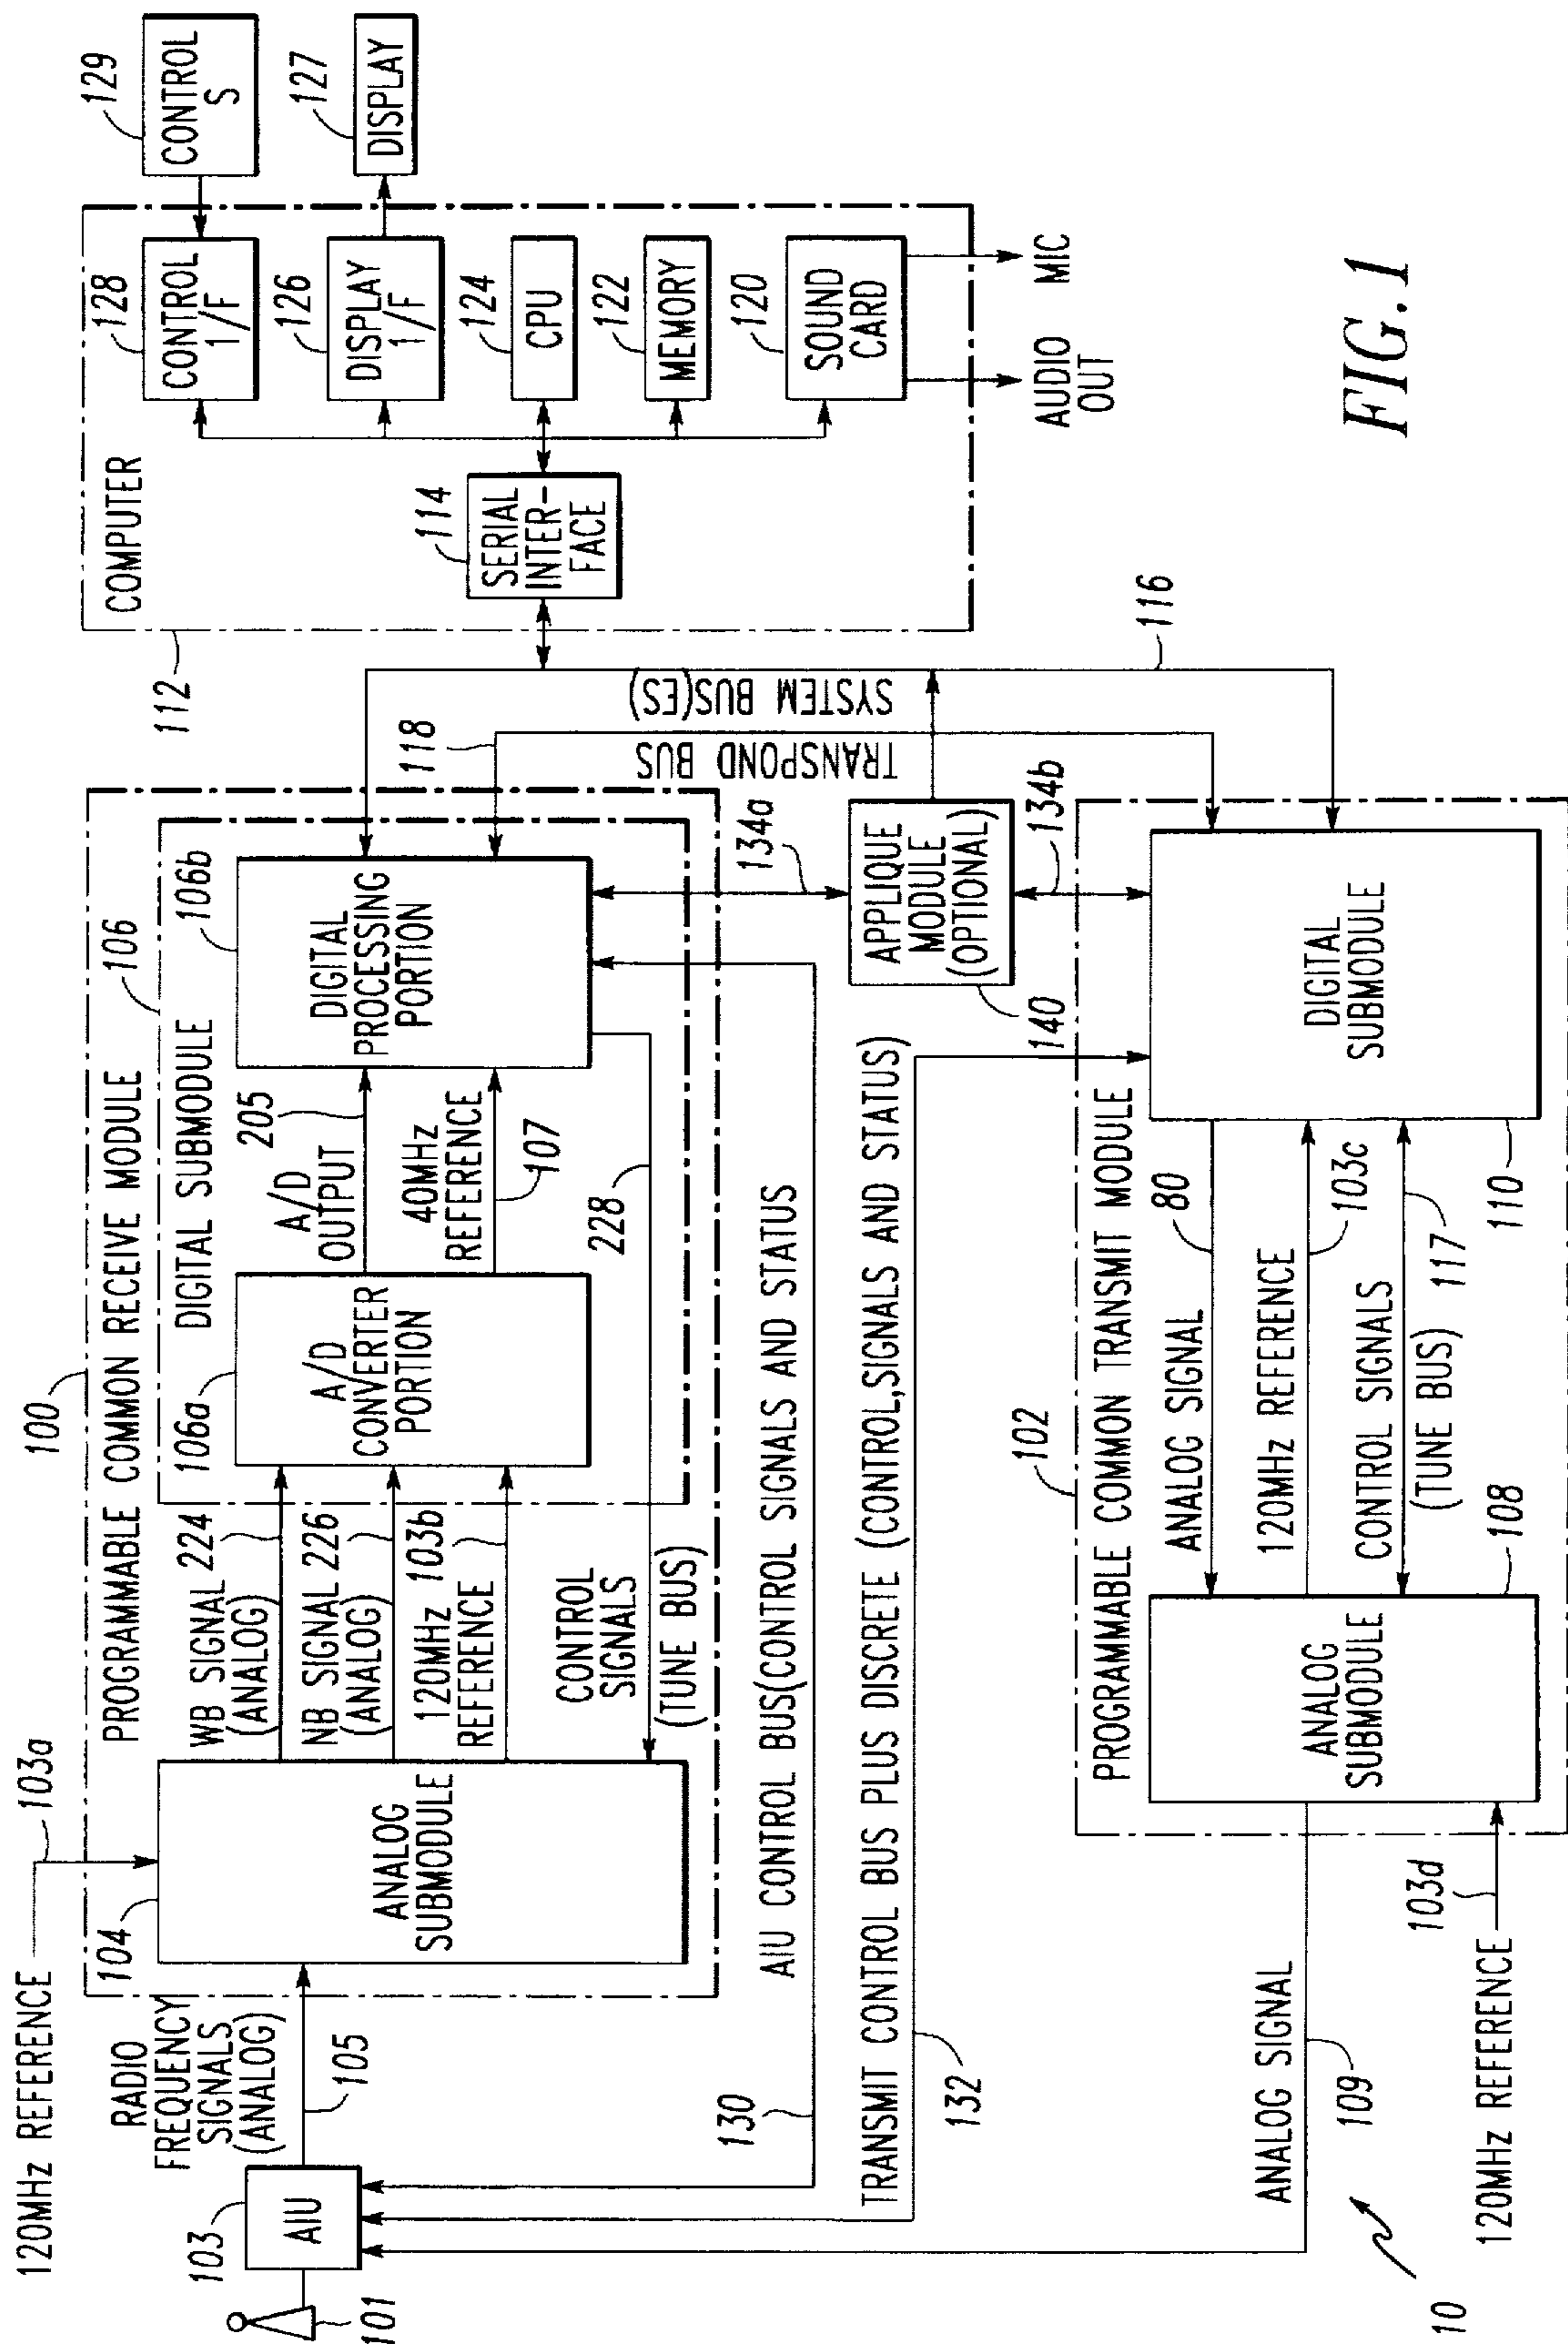 120MHz REFERENCE
103a
100
PROGRAMMABLE COMMON RECEIVE MODULE
106
DIGITAL SUBMODULE
104
ANALOG
SUBMODULE
RADIO
FREQUENCY
SIGNALS
(ANALOG)
105
103
AIU
101
WB SIGNAL 224
(ANALOG)
NB SIGNAL 226
(ANALOG)
120MHz
REFERENCE
103b
CONTROL
SIGNALS
(TUNE BUS)
228
106a
A/D
CONVERTER
PORTION
A/D
OUTPUT
205
40MHz
REFERENCE
107
106b
DIGITAL
PROCESSING
PORTION
118
TRANSPOND BUS
SYSTEM BUS(ES)
116
112
COMPUTER
114
SERIAL
INTER-
FACE
128
CONTROL
1/F
126
DISPLAY
1/F
124
CPU
122
MEMORY
120
SOUND
CARD
129
CONTROL
S
127
DISPLAY
AUDIO
OUT
MIC
130
AIU CONTROL BUS(CONTROL SIGNALS AND STATUS
132
TRANSMIT CONTROL BUS PLUS DISCRETE (CONTROL,SIGNALS AND STATUS)
134a
APPLIQUE
MODULE
(OPTIONAL)
134b
140
102
PROGRAMMABLE COMMON TRANSMIT MODULE
ANALOG
SUBMODULE
108
ANALOG SIGNAL
80
120MHz REFERENCE
103c
CONTROL SIGNALS
(TUNE BUS)
117
DIGITAL
SUBMODULE
110
ANALOG SIGNAL
109
120MHz REFERENCE
103d
10
FIG.1